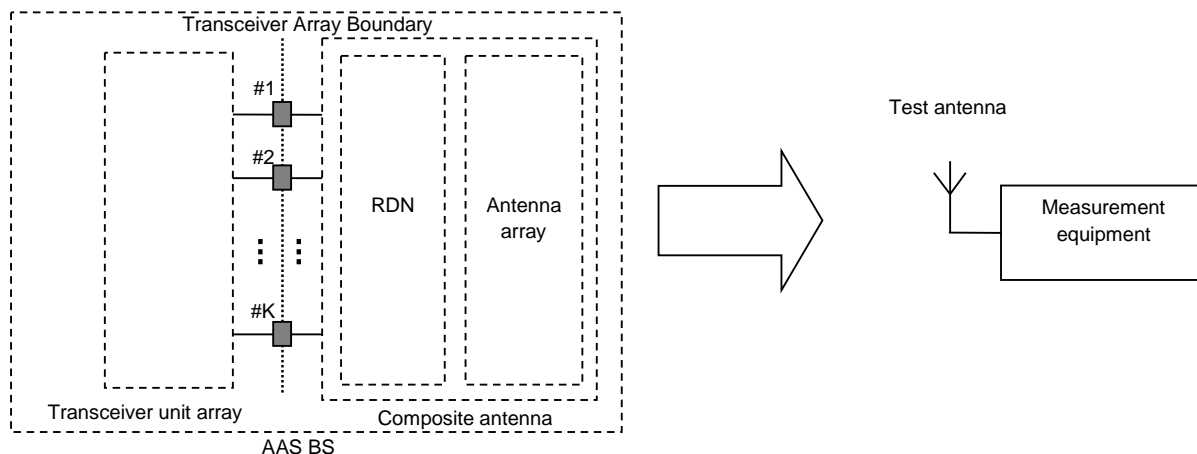 Transceiver Array Boundary
#1
#2
#K
RDN
Antenna
array
Transceiver unit array
Composite antenna
AAS BS
Test antenna
Measurement
equipment